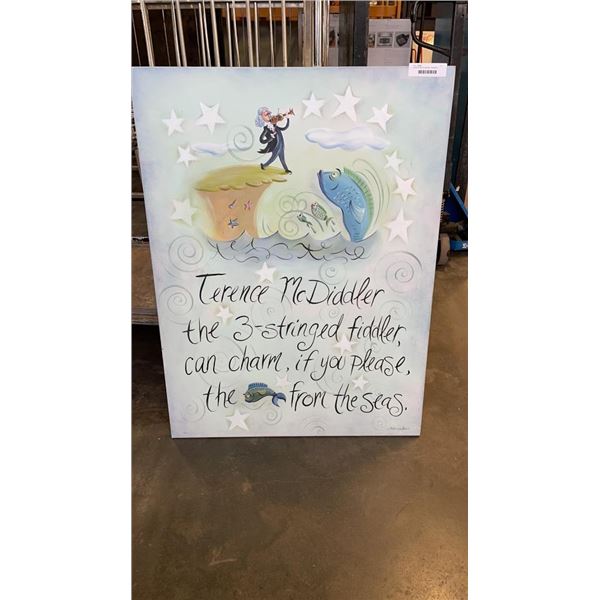 Terence McDiddler
the 3-stringed fiddler,
can charm, if you please,
the from the seas.